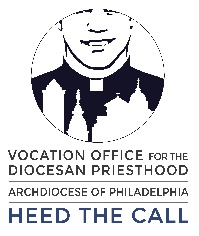 VOCATION OFFICE FOR THE
DIOCESAN PRIESTHOOD
ARCHDIOCESE OF PHILADELPHIA
HEED THE CALL